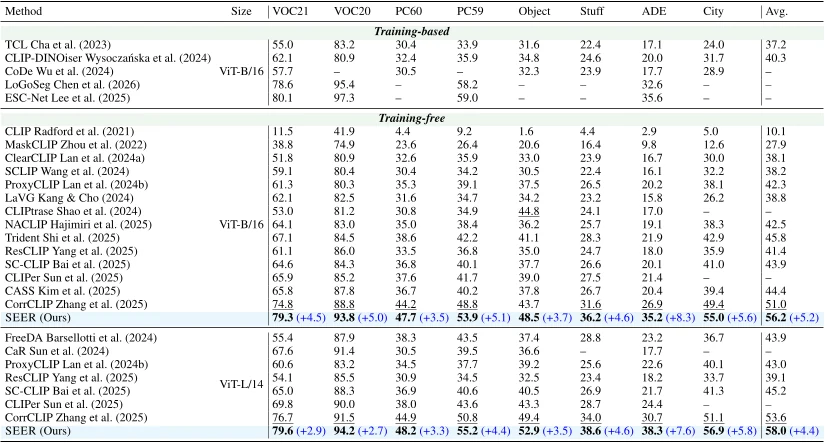 Method Size VOC21 VOC20 PC60 PC59 Object Stuff ADE City Avg.
Training-based
TCL Cha et al. (2023) 55.0 83.2 30.4 33.9 31.6 22.4 17.1 24.0 37.2
CLIP-DINOiser Wysoczańska et al. (2024) 62.1 80.9 32.4 35.9 34.8 24.6 20.0 31.7 40.3
CoDe Wu et al. (2024) ViT-B/16 57.7 – 30.5 – 32.3 23.9 17.7 28.9 –
LoGoSeg Chen et al. (2026) 78.6 95.4 – 58.2 – – 32.6 – –
ESC-Net Lee et al. (2025) 80.1 97.3 – 59.0 – – 35.6 – –
Training-free
CLIP Radford et al. (2021) 11.5 41.9 4.4 9.2 1.6 4.4 2.9 5.0 10.1
MaskCLIP Zhou et al. (2022) 38.8 74.9 23.6 26.4 20.6 16.4 9.8 12.6 27.9
ClearCLIP Lan et al. (2024a) 51.8 80.9 32.6 35.9 33.0 23.9 16.7 30.0 38.1
SCLIP Wang et al. (2024) 59.1 80.4 30.4 34.2 30.5 22.4 16.1 32.2 38.2
ProxyCLIP Lan et al. (2024b) 61.3 80.3 35.3 39.1 37.5 26.5 20.2 38.1 42.3
LaVG Kang & Cho (2024) 62.1 82.5 31.6 34.7 34.2 23.2 15.8 26.2 38.8
CLIPtrase Shao et al. (2024) 53.0 81.2 30.8 34.9 44.8 24.1 17.0 – –
NACLIP Hajimiri et al. (2025) ViT-B/16 64.1 83.0 35.0 38.4 36.2 25.7 19.1 38.3 42.5
Trident Shi et al. (2025) 67.1 84.5 38.6 42.2 41.1 28.3 21.9 42.9 45.8
ResCLIP Yang et al. (2025) 61.1 86.0 33.5 36.8 35.0 24.7 18.0 35.9 41.4
SC-CLIP Bai et al. (2025) 64.6 84.3 36.8 40.1 37.7 26.6 20.1 41.0 43.9
CLIPer Sun et al. (2025) 65.9 85.2 37.6 41.7 39.0 27.5 21.4 – –
CASS Kim et al. (2025) 65.8 87.8 36.7 40.2 37.8 26.7 20.4 39.4 44.4
CorrCLIP Zhang et al. (2025) 74.8 88.8 44.2 48.8 43.7 31.6 26.9 49.4 51.0
SEER (Ours) 79.3 (+4.5) 93.8 (+5.0) 47.7 (+3.5) 53.9 (+5.1) 48.5 (+3.7) 36.2 (+4.6) 35.2 (+8.3) 55.0 (+5.6) 56.2 (+5.2)
FreeDA Barsellotti et al. (2024) 55.4 87.9 38.3 43.5 37.4 28.8 23.2 36.7 43.9
CaR Sun et al. (2024) 67.6 91.4 30.5 39.5 36.6 – 17.7 – –
ProxyCLIP Lan et al. (2024b) 60.6 83.2 34.5 37.7 39.2 25.6 22.6 40.1 43.0
ResCLIP Yang et al. (2025) ViT-L/14 54.1 85.5 30.9 34.5 32.5 23.4 18.2 33.7 39.1
SC-CLIP Bai et al. (2025) 65.0 88.3 36.9 40.6 40.5 26.9 21.7 41.3 45.2
CLIPer Sun et al. (2025) 69.8 90.0 38.0 43.6 43.3 28.7 24.4 – –
CorrCLIP Zhang et al. (2025) 76.7 91.5 44.9 50.8 49.4 34.0 30.7 51.1 53.6
SEER (Ours) 79.6 (+2.9) 94.2 (+2.7) 48.2 (+3.3) 55.2 (+4.4) 52.9 (+3.5) 38.6 (+4.6) 38.3 (+7.6) 56.9 (+5.8) 58.0 (+4.4)